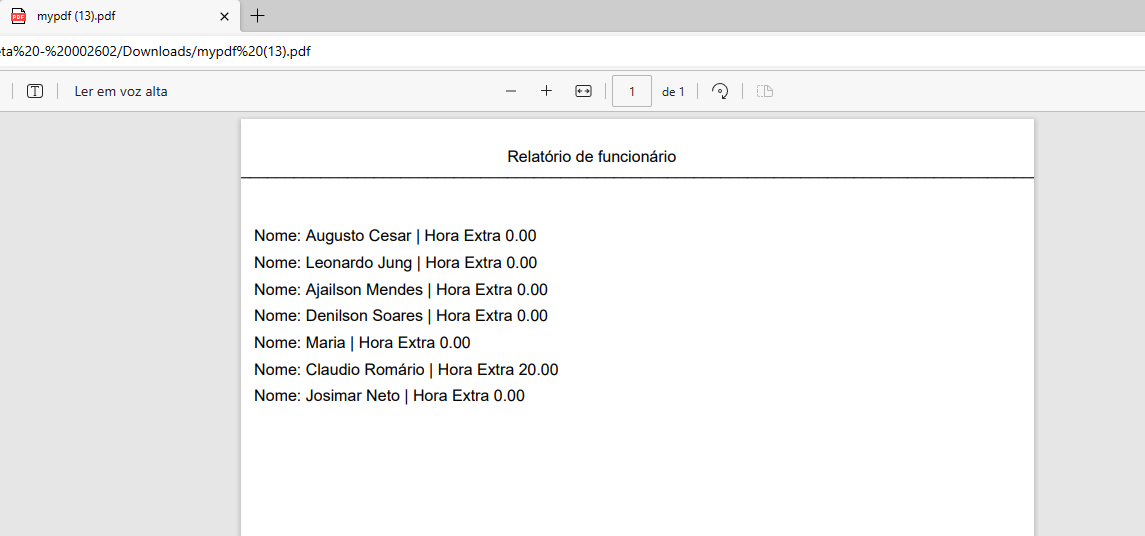 mypdf (13).pdf
eta%20-%20002602/Downloads/mypdf%20(13).pdf
Ler em voz alta
1 de 1
Relatório de funcionário
Nome: Augusto Cesar | Hora Extra 0.00
Nome: Leonardo Jung | Hora Extra 0.00
Nome: Ajailson Mendes | Hora Extra 0.00
Nome: Denilson Soares | Hora Extra 0.00
Nome: Maria | Hora Extra 0.00
Nome: Claudio Romário | Hora Extra 20.00
Nome: Josimar Neto | Hora Extra 0.00